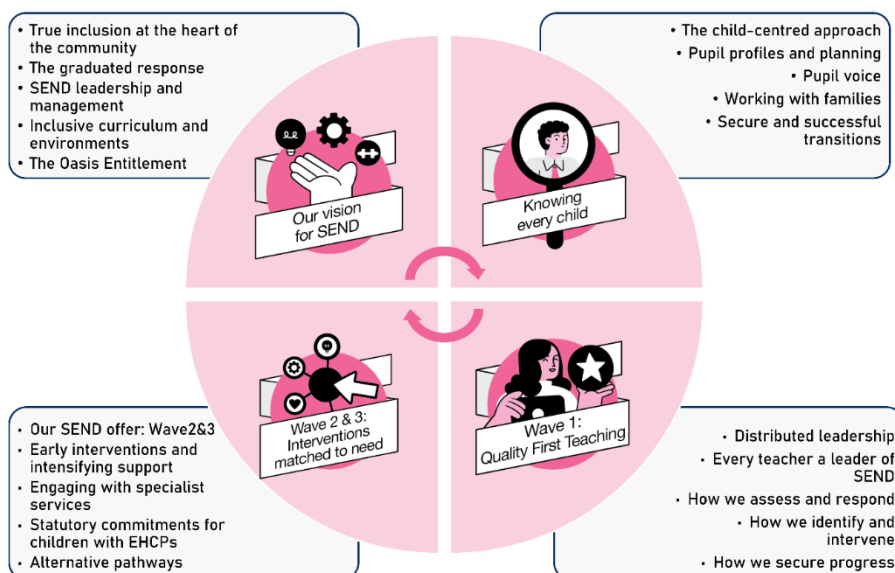 • True inclusion at the heart of
the community
• The graduated response
• SEND leadership and
management
• Inclusive curriculum and
environments
• The Oasis Entitlement
• The child-centred approach
• Pupil profiles and planning
• Pupil voice
• Working with families
• Secure and successful
transitions
Our vision
for SEND
Knowing
every child
Wave 2 & 3:
Interventions
matched to need
Wave 1:
Quality First Teaching
• Our SEND offer: Wave2&3
• Early interventions and
intensifying support
• Engaging with specialist
services
• Statutory commitments for
children with EHCPs
• Alternative pathways
• Distributed leadership
• Every teacher a leader of
SEND
• How we assess and respond
• How we identify and
intervene
• How we secure progress